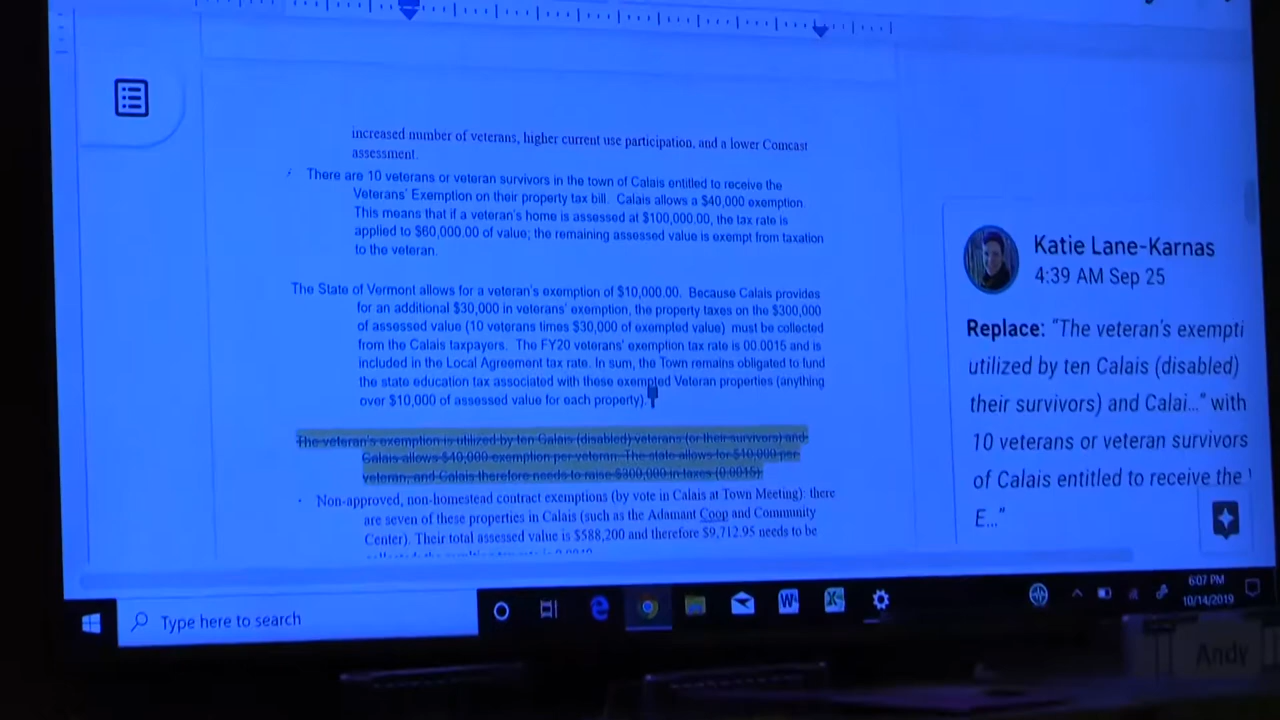 increased number of veterans, higher current use participation, and a lower Comcast
assessment.
There are 10 veterans or veteran survivors in the town of Calais entitled to receive the
Veterans' Exemption on their property tax bill. Calais allows a $40,000 exemption.
This means that if a veteran's home is assessed at $100,000.00, the tax rate is
applied to $60,000.00 of value; the remaining assessed value is exempt from taxation
to the veteran.
The State of Vermont allows for a veteran's exemption of $10,000.00. Because Calais provides
for an additional $30,000 in veterans' exemption, the property taxes on the $300,000
of assessed value (10 veterans times $30,000 of exempted value) must be collected
from the Calais taxpayers. The FY20 veterans' exemption tax rate is 00.0015 and is
included in the Local Agreement tax rate. In sum, the Town remains obligated to fund
the state education tax associated with these exempted Veteran properties (anything
over $10,000 of assessed value for each property).
The veteran's exemption is utilized by ten Calais (disabled) veterans (or their survivors) and
Calais allows $40,000 exemption per veteran. The state allows for $10,000 per
veteran, and Calais therefore needs to raise $300,000 in taxes (0.0015).
Non-approved, non-homestead contract exemptions (by vote in Calais at Town Meeting): there
are seven of these properties in Calais (such as the Adamant Coop and Community
Center). Their total assessed value is $588,200 and therefore $9,712.95 needs to be
Katie Lane-Karnas
4:39 AM Sep 25
Replace: "The veteran's exempti
utilized by ten Calais (disabled)
their survivors) and Calai..." with
10 veterans or veteran survivors
of Calais entitled to receive the
E..."
Type here to search
6:07 PM
10/14/2019
Andy